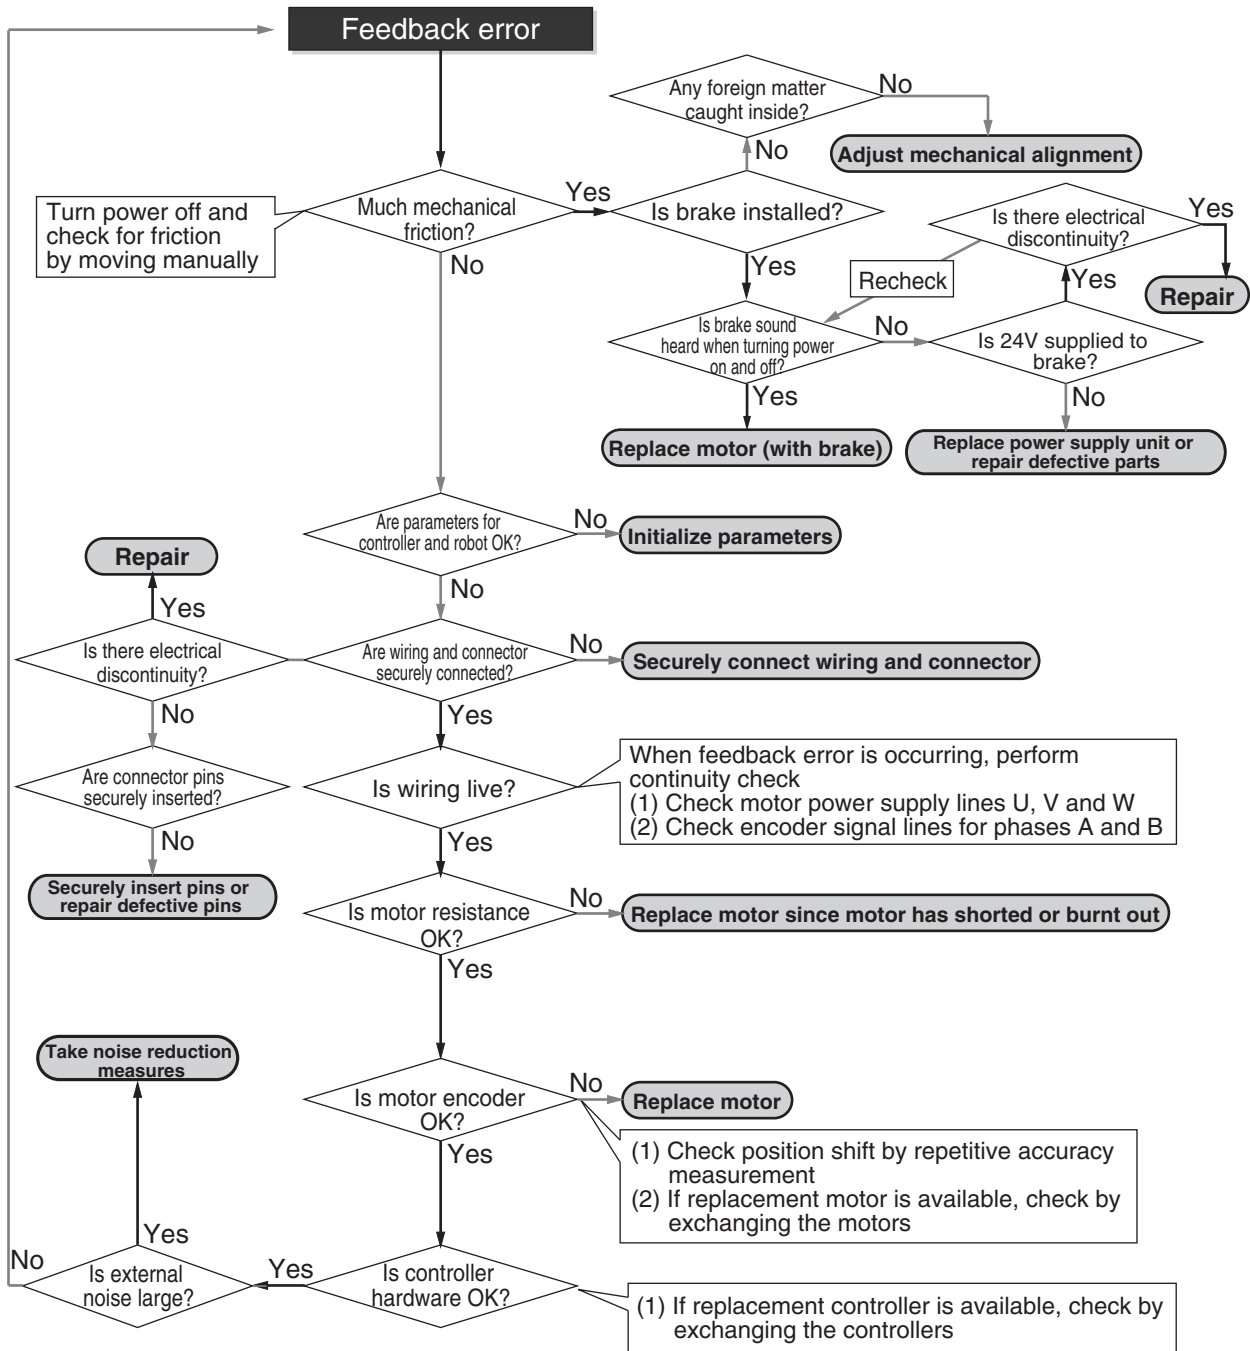 Feedback error
Any foreign matter
caught inside?
No
Adjust mechanical alignment
No
Turn power off and
check for friction
by moving manually
Much mechanical
friction?
Yes
Is brake installed?
Is there electrical
discontinuity?
Yes
No
Yes
Recheck
Yes
Repair
Is brake sound
heard when turning power
on and off?
No
Is 24V supplied to
brake?
Yes
No
Replace motor (with brake)
Replace power supply unit or
repair defective parts
Are parameters for
controller and robot OK?
No
Initialize parameters
Repair
No
Yes
Is there electrical
discontinuity?
Are wiring and connector
securely connected?
No
Securely connect wiring and connector
No
Yes
Are connector pins
securely inserted?
Is wiring live?
When feedback error is occurring, perform
continuity check
(1) Check motor power supply lines U, V and W
(2) Check encoder signal lines for phases A and B
No
Yes
Securely insert pins or
repair defective pins
Is motor resistance
OK?
No
Replace motor since motor has shorted or burnt out
Yes
Take noise reduction
measures
Is motor encoder
OK?
No
Replace motor
Yes
(1) Check position shift by repetitive accuracy
measurement
(2) If replacement motor is available, check by
exchanging the motors
Yes
No
Is external
noise large?
Yes
Is controller
hardware OK?
(1) If replacement controller is available, check by
exchanging the controllers